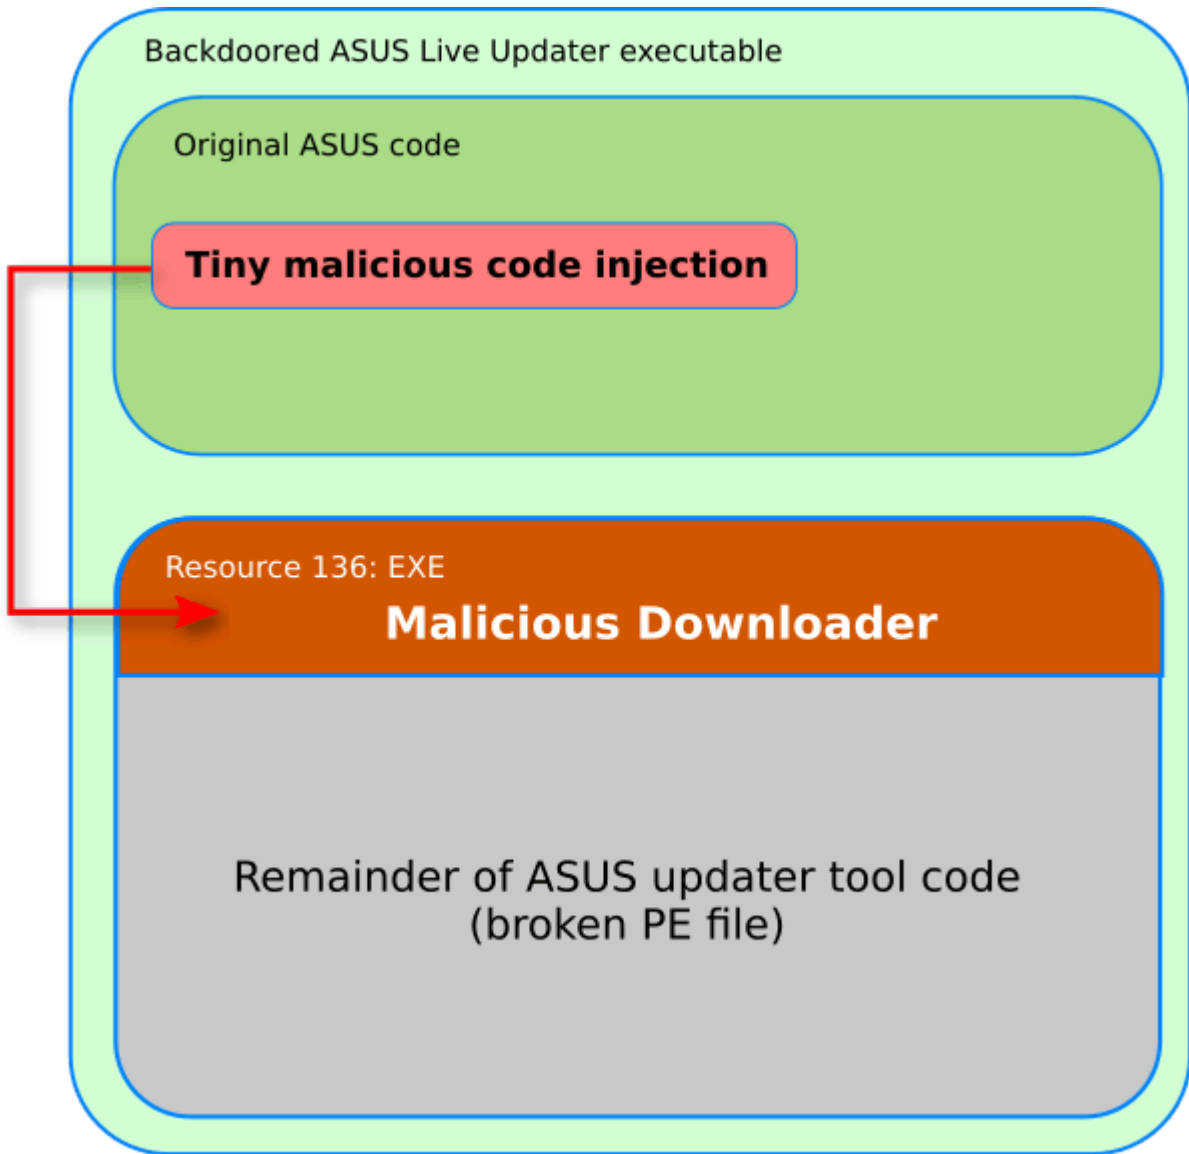 Backdoored ASUS Live Updater executable
Original ASUS code
Tiny malicious code injection
Resource 136: EXE
Malicious Downloader
Remainder of ASUS updater tool code
(broken PE file)